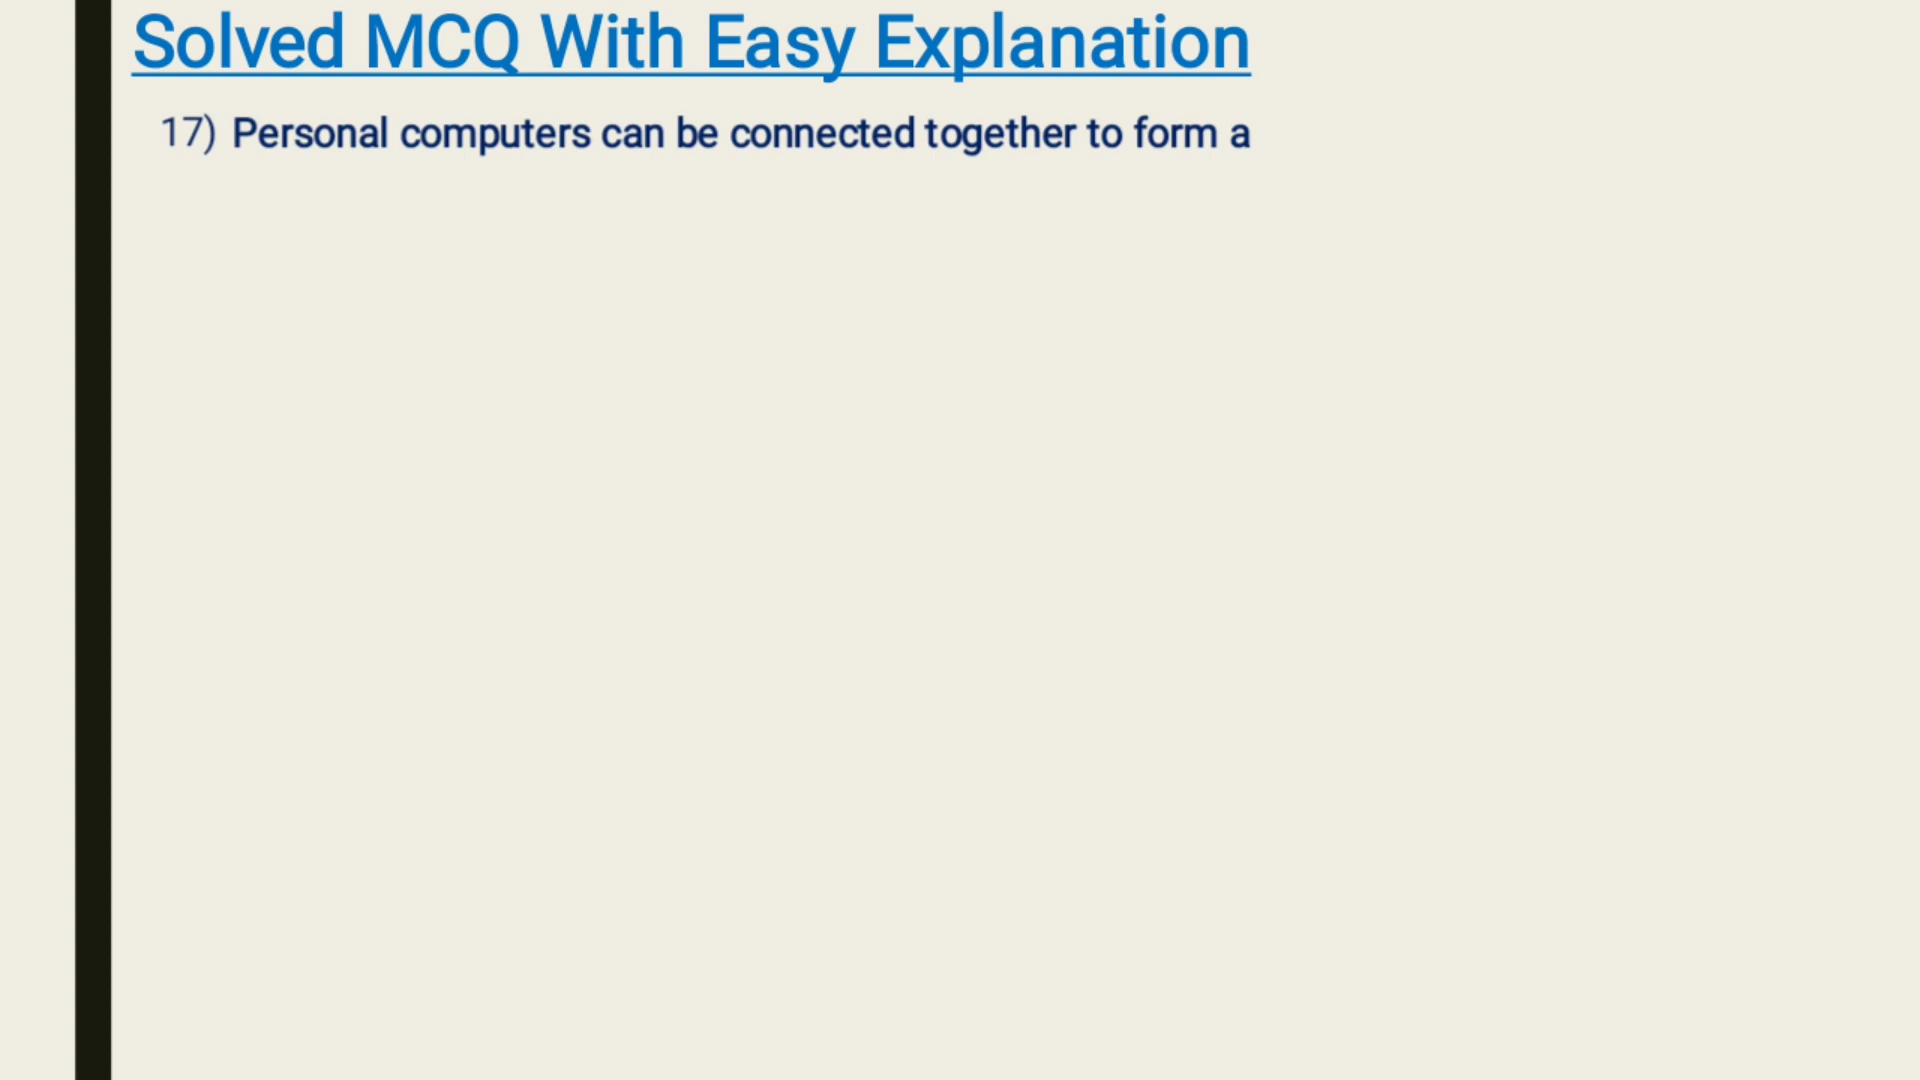 Solved MCQ With Easy Explanation
17) Personal computers can be connected together to form a